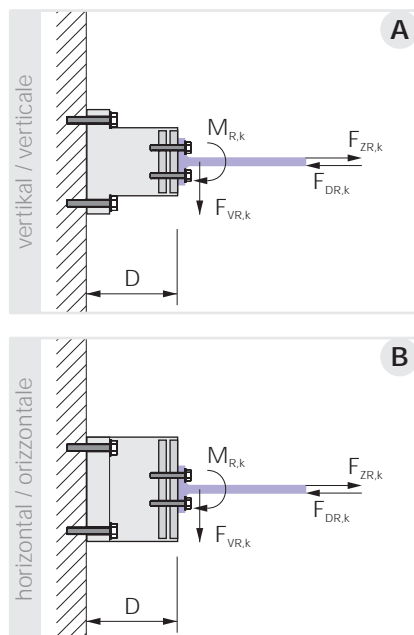 vertikal / verticale
A
M_R,k
F_ZR,k
F_DR,k
F_VR,k
D
horizontal / orizzontale
B
M_R,k
F_ZR,k
F_DR,k
F_VR,k
D